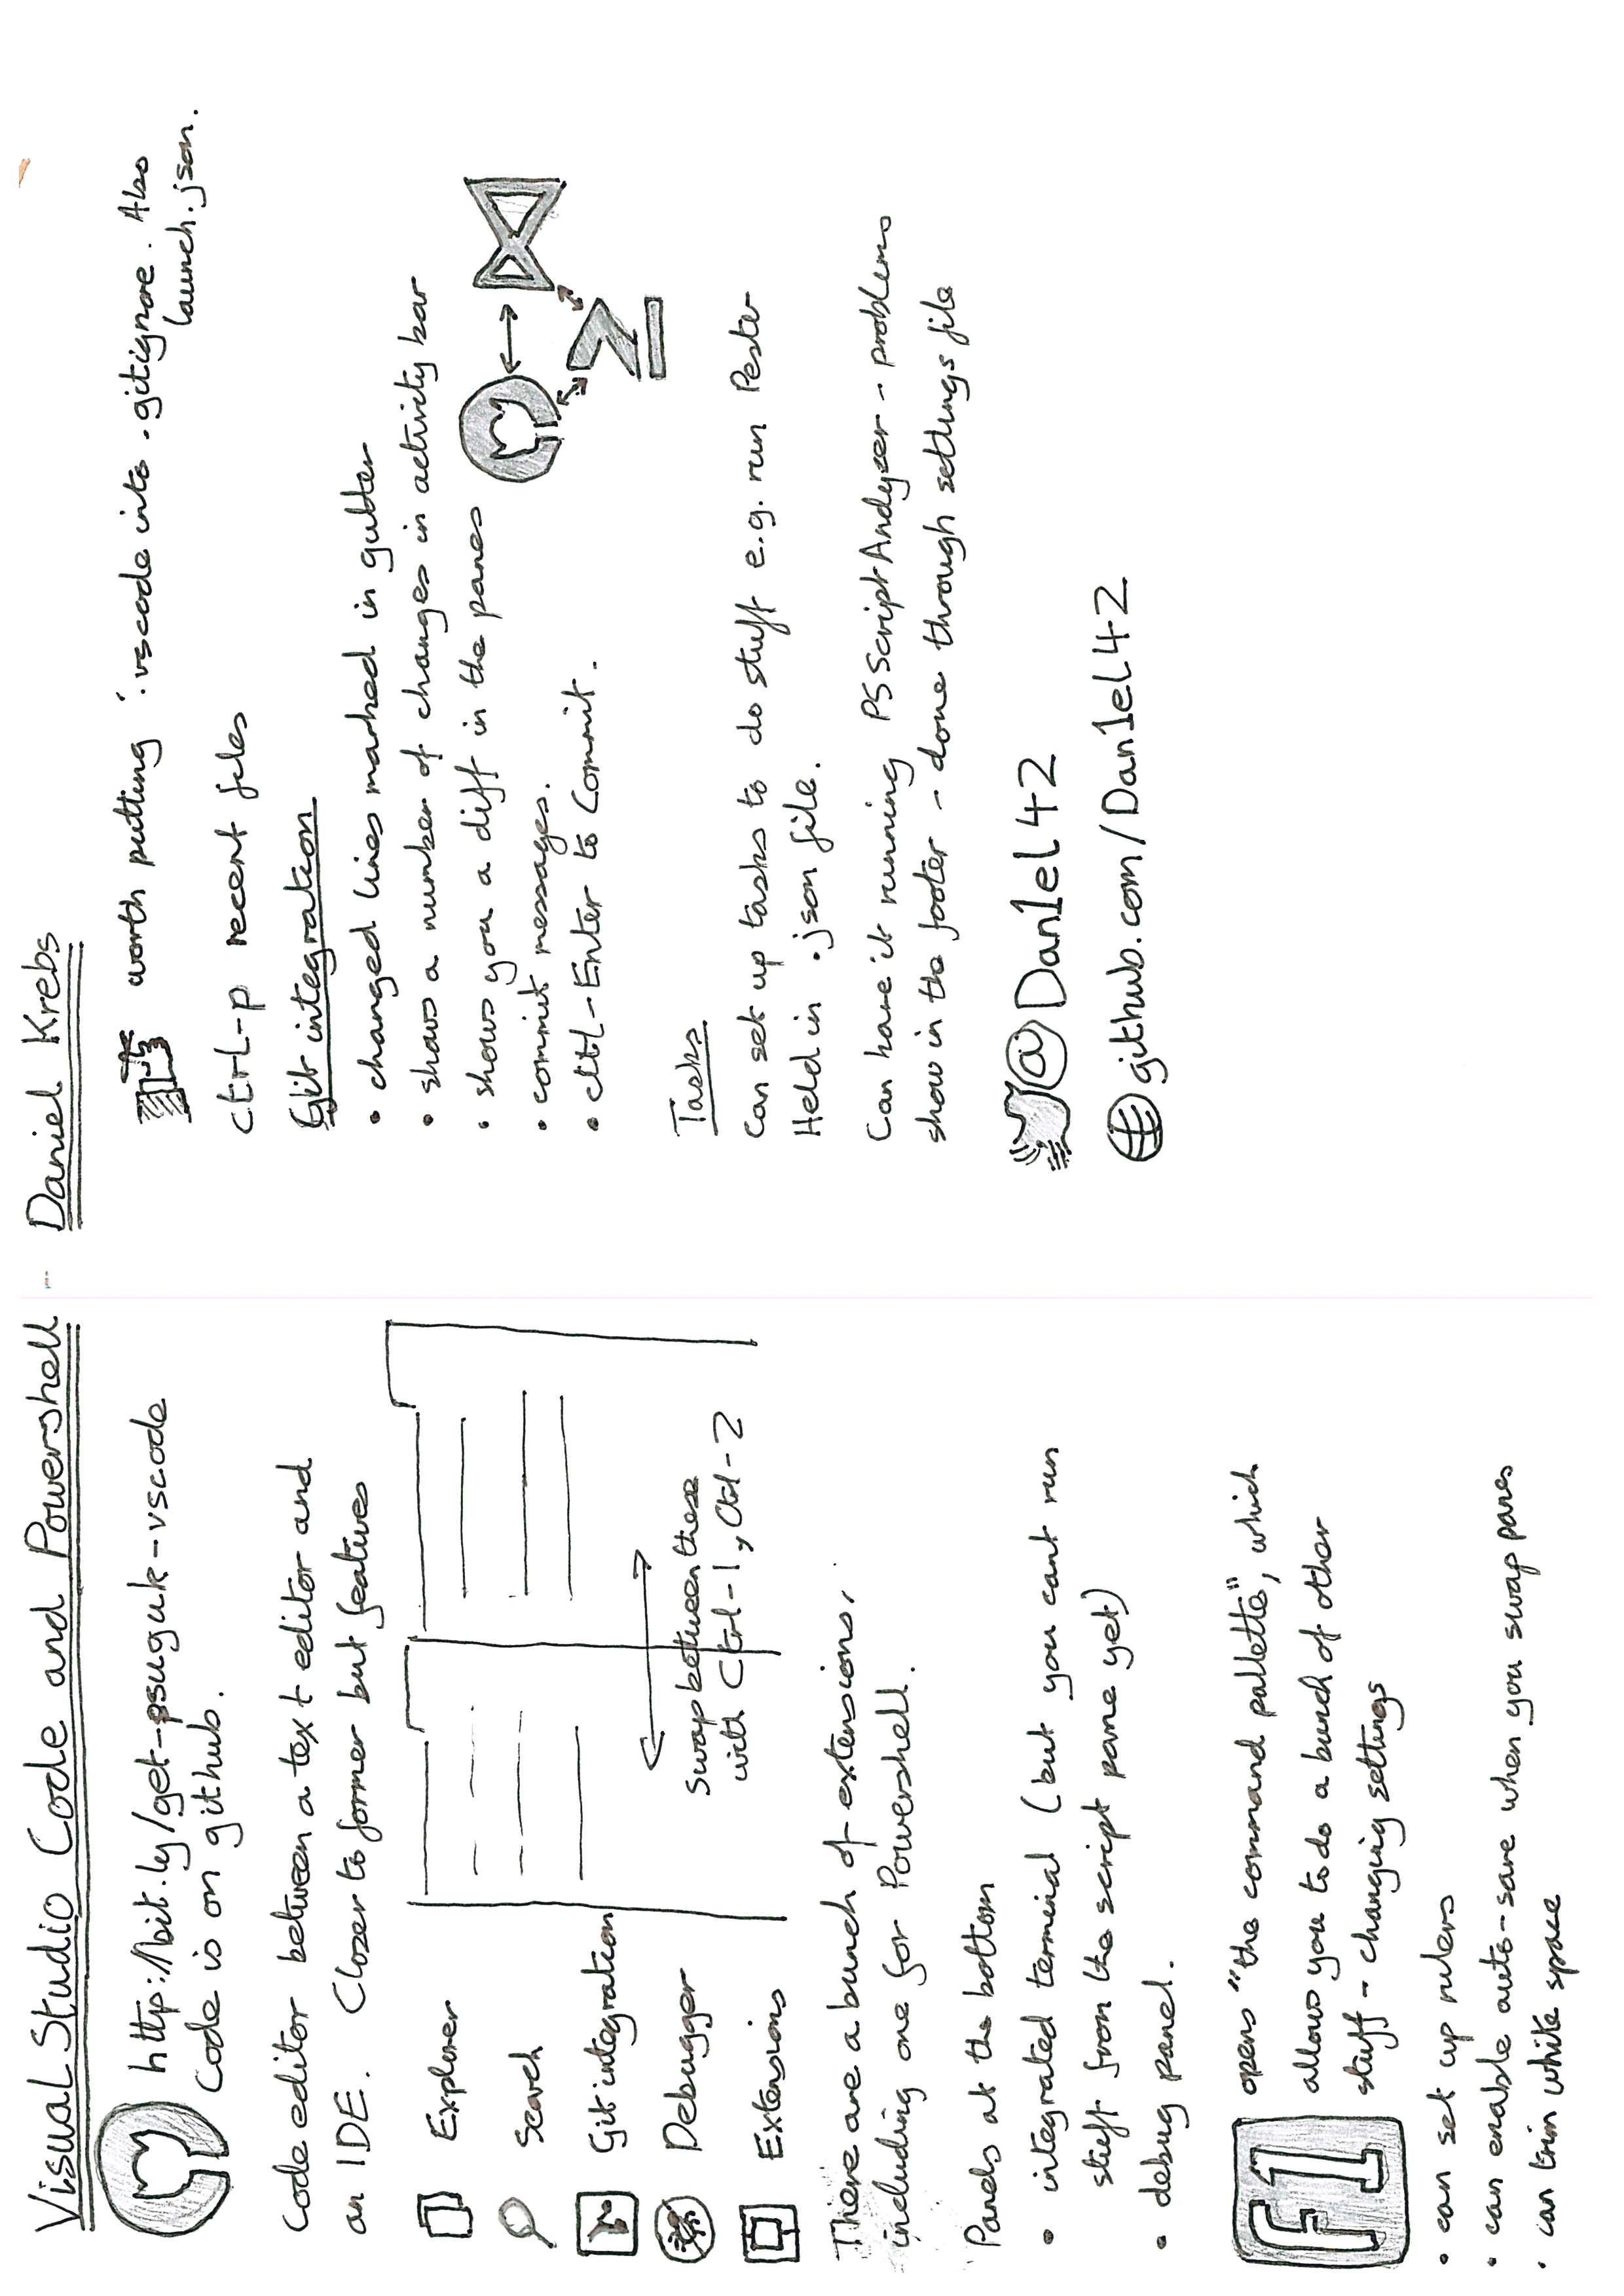 Visual Studio Code and Powershell - Daniel Krebs
http://bit.ly/get-psuguk-vscode
Code is on github.
Code editor between a text editor and
an IDE. Closer to former but featives
Explorer
Search
Git integration
Debugger
Extensions
swap between these
with Ctrl-1, Ctrl-2
There are a bunch of extensions,
including one for Powershell.
Panels at the bottom
• integrated terminal (but you cant run
stuff from the script pane yet)
• debug panel.
F1
opens "the command pallette", which
allows you to do a bunch of other
stuff - changing settings
• can set up rulers
• can enable auto-save when you swap panes
• can trim white space
worth putting .vscode into .gitignore. Also
launch.json.
ctrl-p recent files
Git integration
• changed lines marked in gutter
• shows a number of changes in activity bar
• shows you a diff in the panes
• commit messages.
• ctrl-Enter to Commit.
Tasks
Can set up tasks to do stuff e.g. run Pester
Held in .json file.
Can have it running PSScriptAnalyzer - problems
show in the footer - done through settings file
@Dan1el42
github.com/Dan1el42